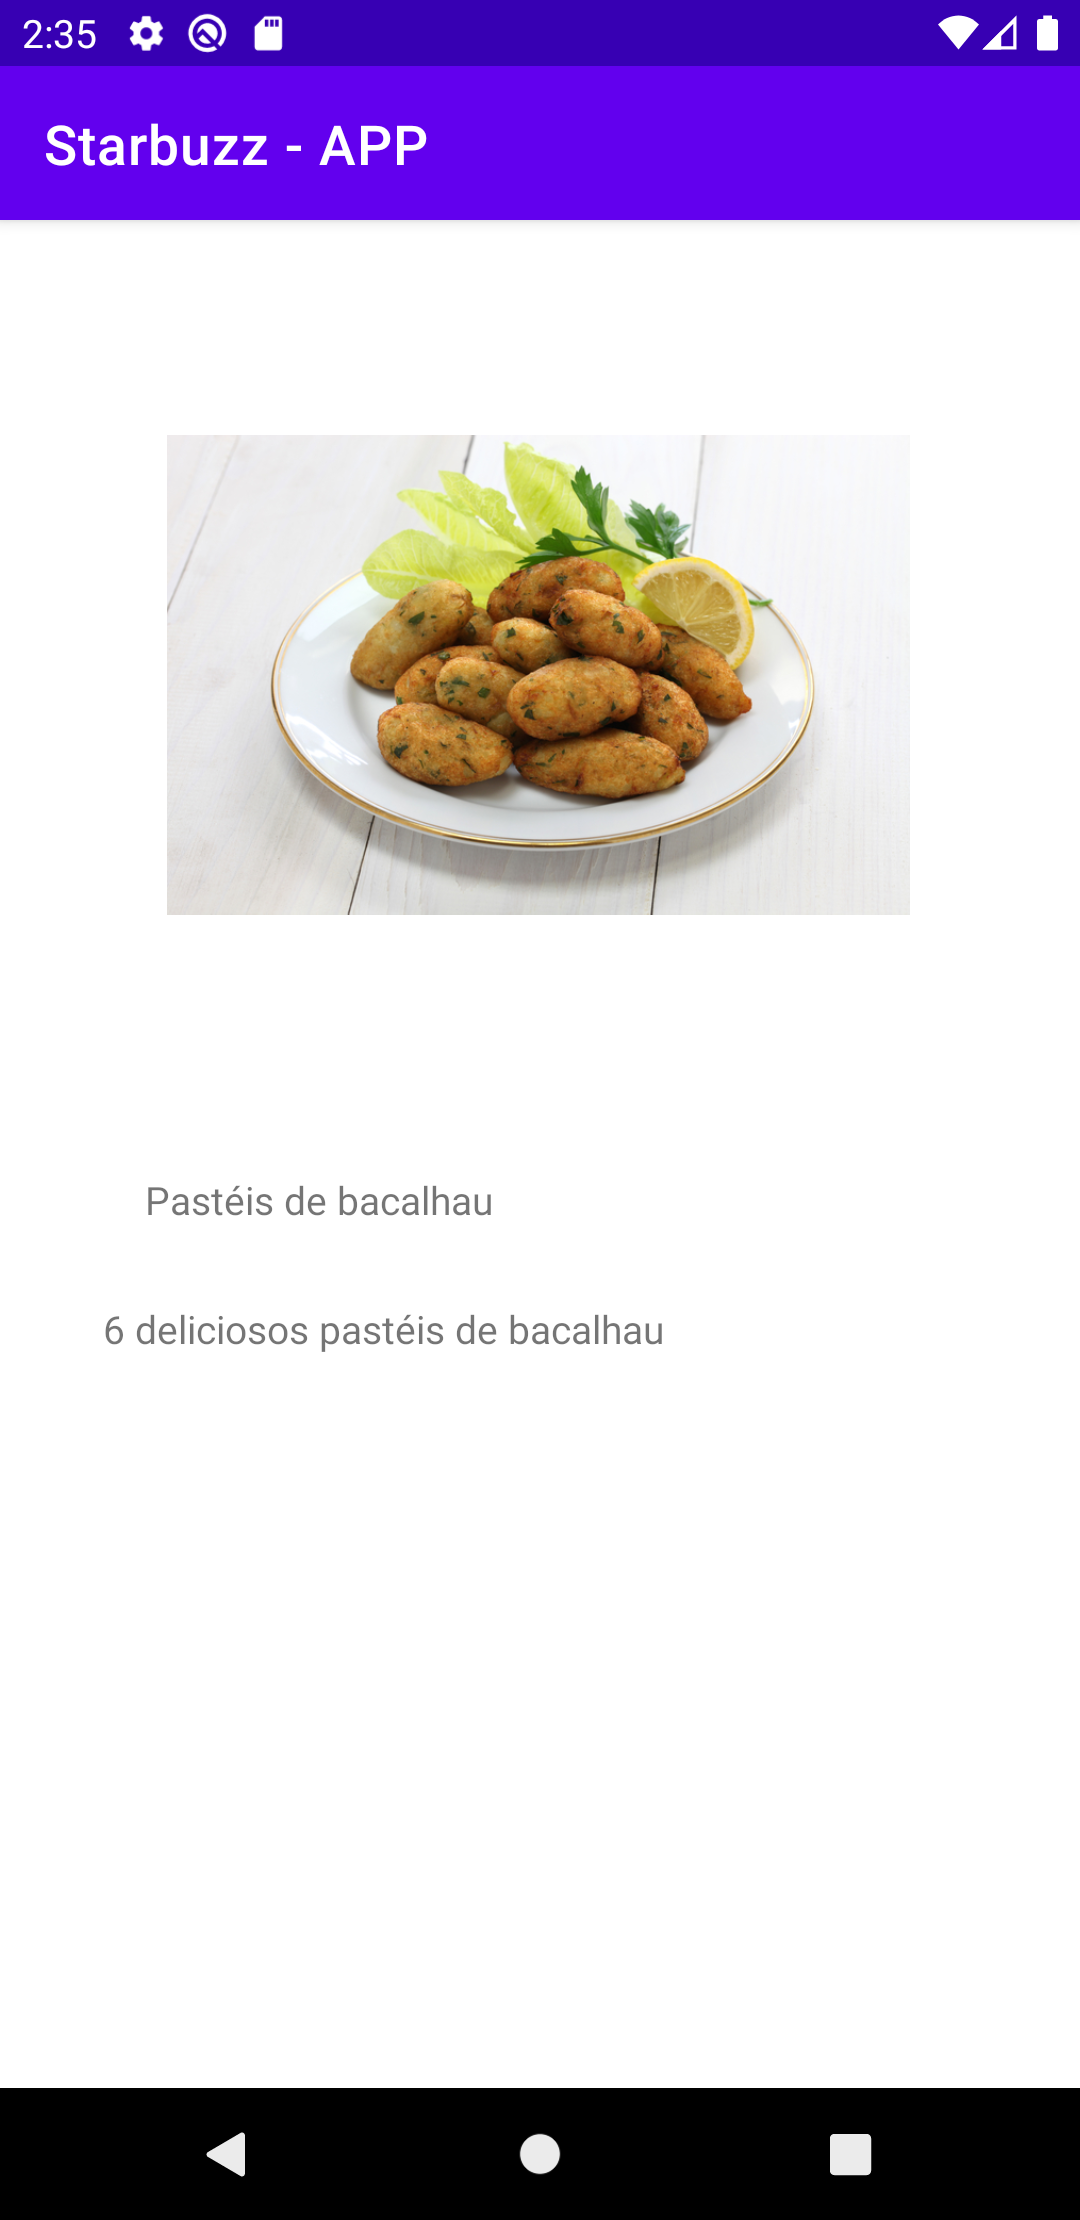 2:35
Starbuzz - APP
Pastéis de bacalhau
6 deliciosos pastéis de bacalhau